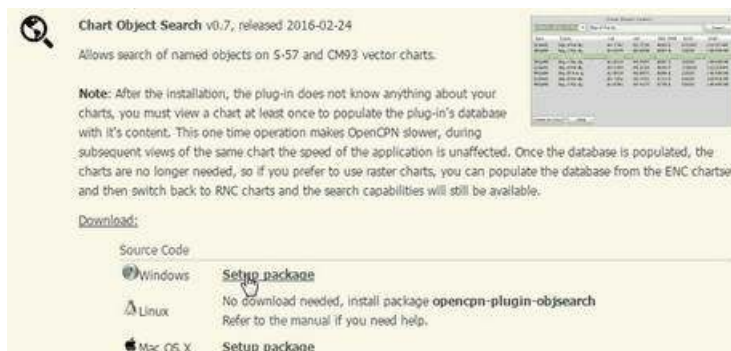 Chart Object Search v0.7, released 2016-02-24
Allows search of named objects on S-57 and CM93 vector charts.
Note: After the installation, the plug-in does not know anything about your
charts, you must view a chart at least once to populate the plug-in's database
with it's content. This one time operation makes OpenCPN slower, during
subsequent views of the same chart the speed of the application is unaffected. Once the database is populated, the
charts are no longer needed, so if you prefer to use raster charts, you can populate the database from the ENC chartse
and then switch back to RNC charts and the search capabilities will still be available.
Download:
Source Code
Windows Setup package
Linux No download needed, install package opencpn-plugin-objsearch
Refer to the manual if you need help.
Mac OS X Setup package